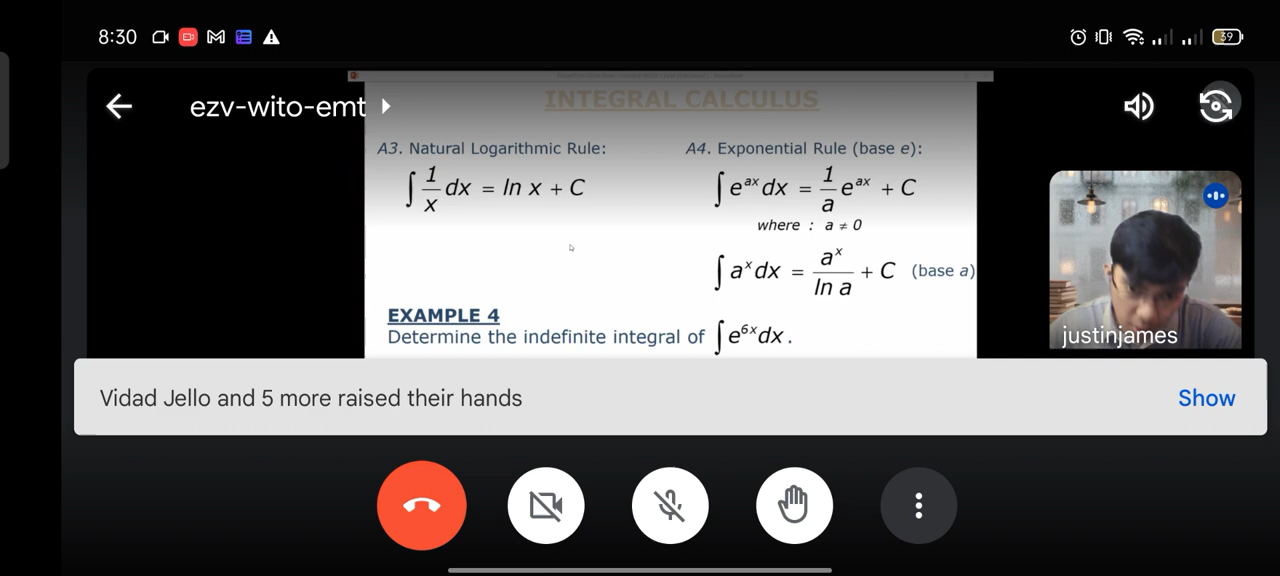 8:30
39
ezv-wito-emt
INTEGRAL CALCULUS
A3. Natural Logarithmic Rule:
∫ 1/x dx = ln x + C
A4. Exponential Rule (base e):
∫ e^{ax} dx = 1/a e^{ax} + C
where : a ≠ 0
∫ a^x dx = a^x / ln a + C (base a)
EXAMPLE 4
Determine the indefinite integral of ∫ e^{6x} dx .
justinjames
Vidad Jello and 5 more raised their hands
Show